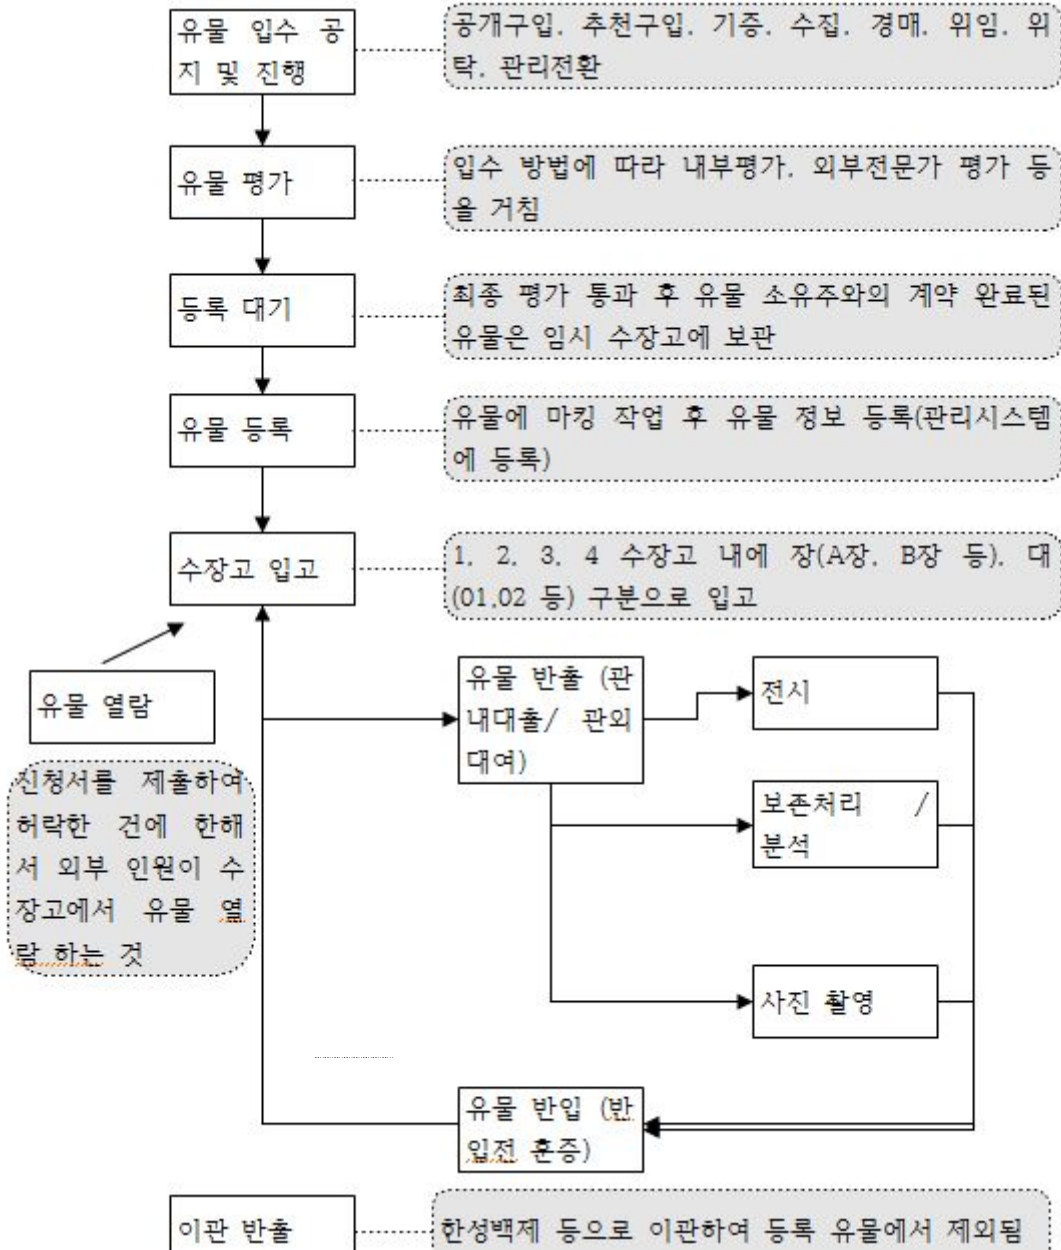 유물 입수 공
지 및 진행
공개구입, 추천구입, 기증, 수집, 경매, 위임, 위
탁, 관리전환
유물 평가
입수 방법에 따라 내부평가, 외부전문가 평가 등
을 거침
등록 대기
최종 평가 통과 후 유물 소유주와의 계약 완료된
유물은 임시 수장고에 보관
유물 등록
유물에 마킹 작업 후 유물 정보 등록(관리시스템
에 등록)
수장고 입고
1, 2, 3, 4 수장고 내에 장(A장, B장 등), 대
(01,02 등) 구분으로 입고
유물 열람
신청서를 제출하여
허락한 건에 한해
서 외부 인원이 수
장고에서 유물 열
람 하는 것
유물 반출 (관
내대출/ 관외
대여)
전시
보존처리 /
분석
사진 촬영
유물 반입 (반
입전 훈증)
이관 반출
한성백제 등으로 이관하여 등록 유물에서 제외됨